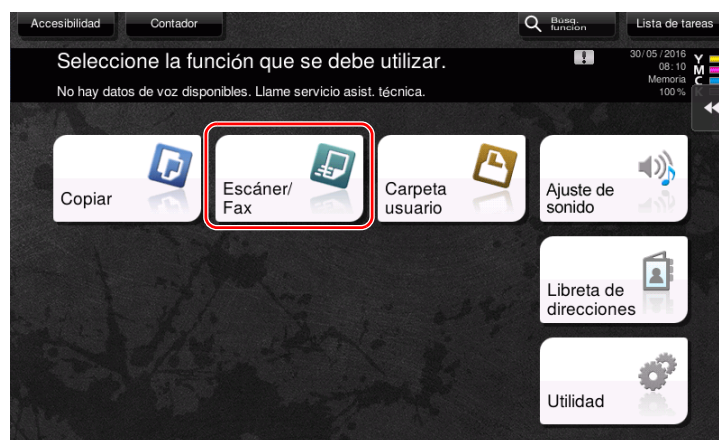 Accesibilidad
Contador
Búsq.
funcion
Lista de tareas
Seleccione la función que se debe utilizar.
No hay datos de voz disponibles. Llame servicio asist. técnica.
30/05/2016
08:10
Memoria
100%
Y
M
C
K
Copiar
Escáner/
Fax
Carpeta
usuario
Ajuste de
sonido
Libreta de
direcciones
Utilidad